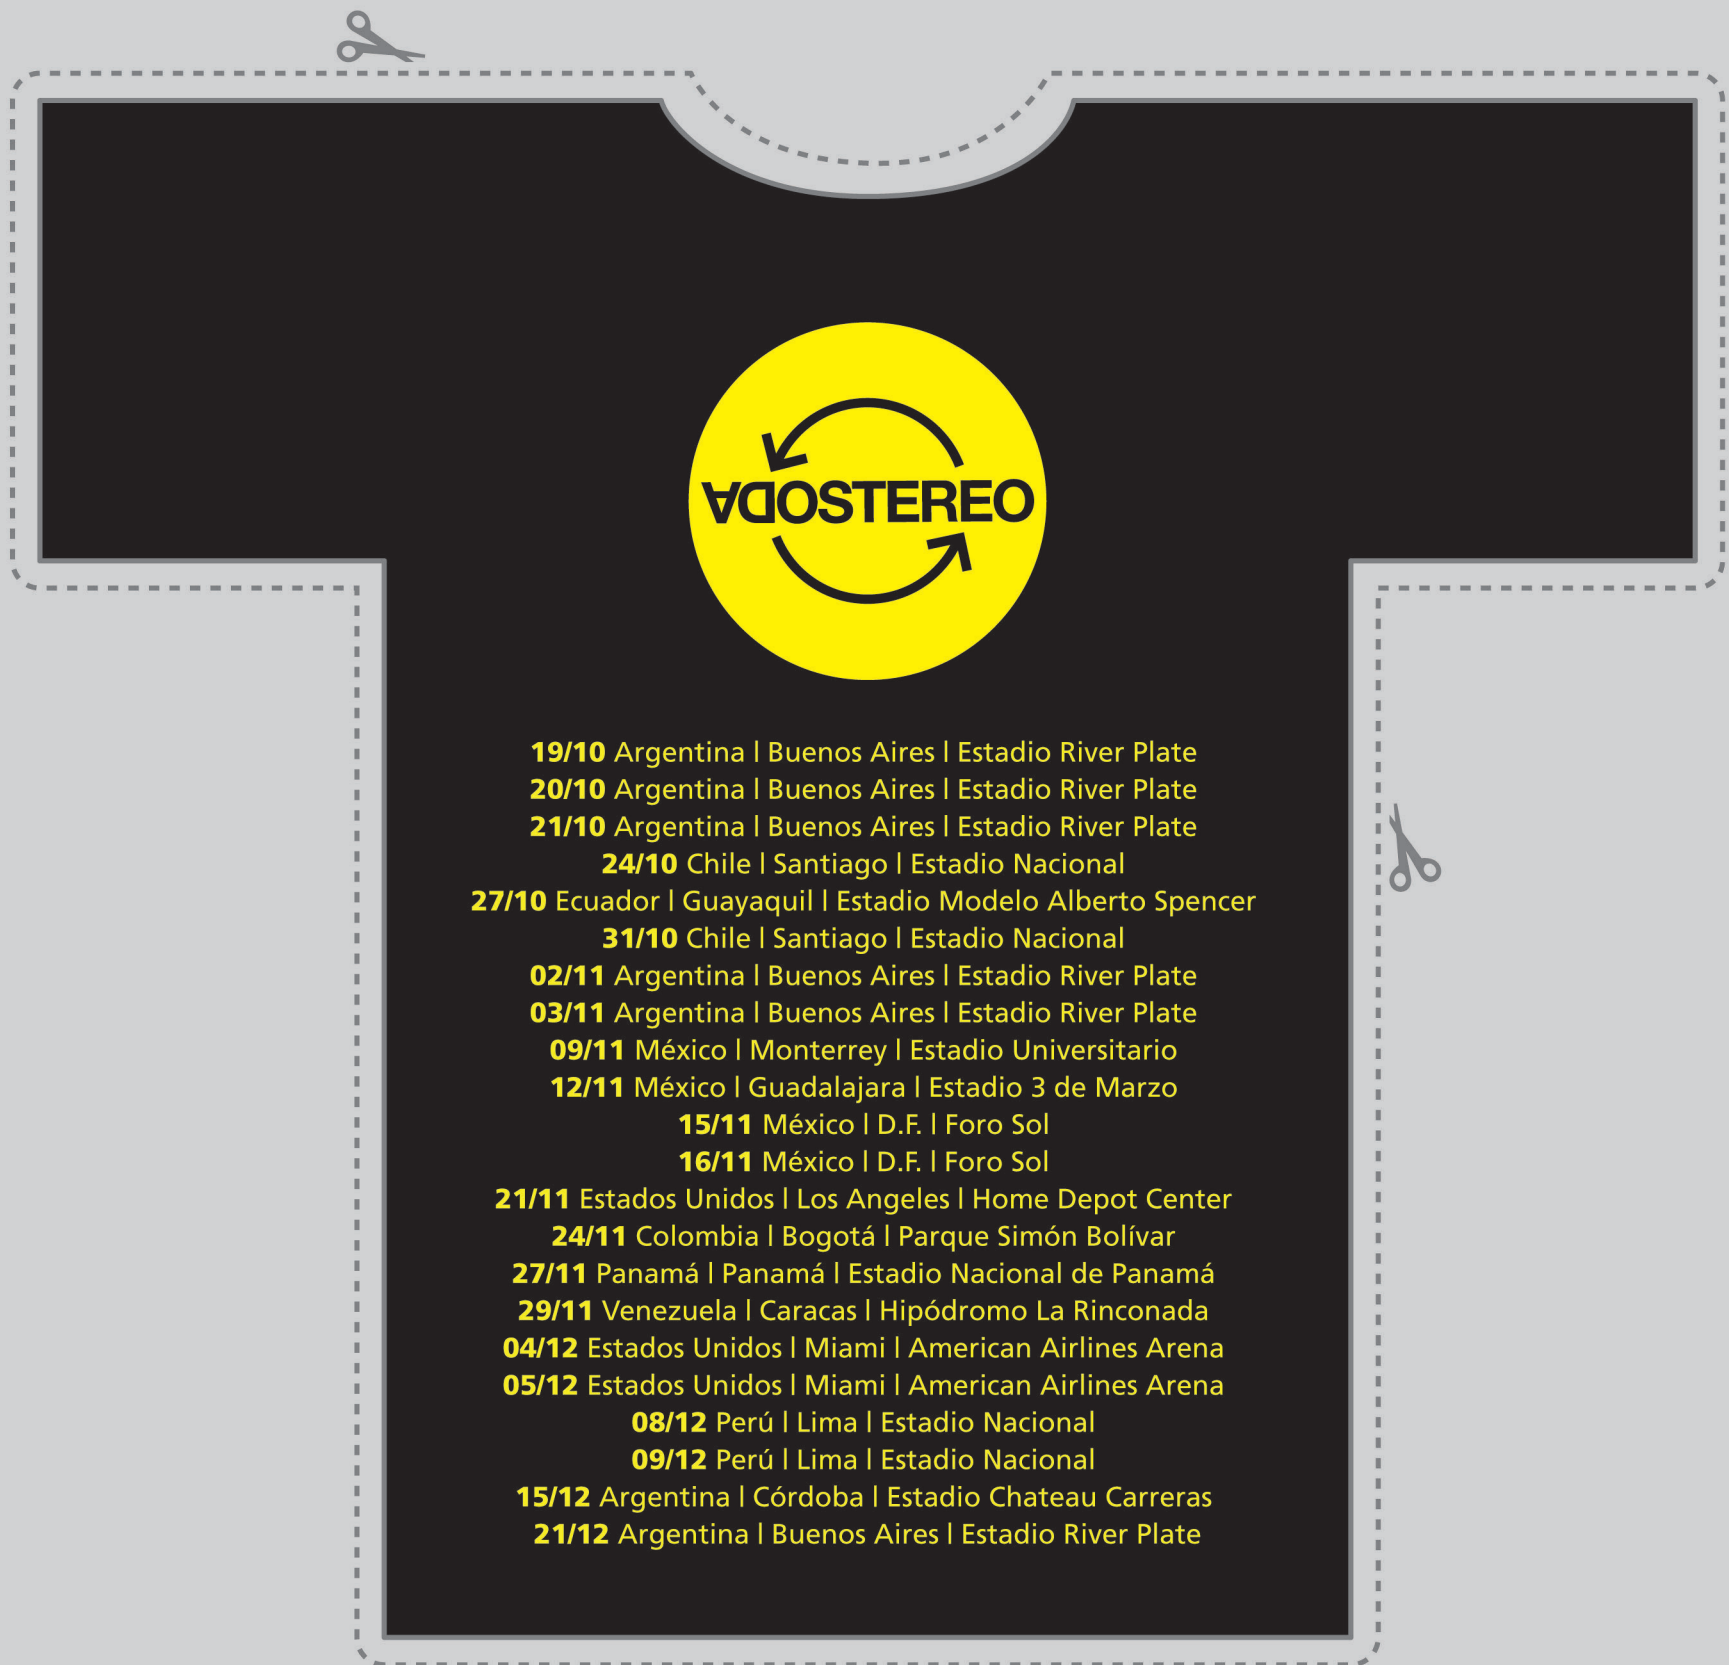 ADOSTEREO
19/10 Argentina | Buenos Aires | Estadio River Plate
20/10 Argentina | Buenos Aires | Estadio River Plate
21/10 Argentina | Buenos Aires | Estadio River Plate
24/10 Chile | Santiago | Estadio Nacional
27/10 Ecuador | Guayaquil | Estadio Modelo Alberto Spencer
31/10 Chile | Santiago | Estadio Nacional
02/11 Argentina | Buenos Aires | Estadio River Plate
03/11 Argentina | Buenos Aires | Estadio River Plate
09/11 México | Monterrey | Estadio Universitario
12/11 México | Guadalajara | Estadio 3 de Marzo
15/11 México | D.F. | Foro Sol
16/11 México | D.F. | Foro Sol
21/11 Estados Unidos | Los Angeles | Home Depot Center
24/11 Colombia | Bogotá | Parque Simón Bolívar
27/11 Panamá | Panamá | Estadio Nacional de Panamá
29/11 Venezuela | Caracas | Hipódromo La Rinconada
04/12 Estados Unidos | Miami | American Airlines Arena
05/12 Estados Unidos | Miami | American Airlines Arena
08/12 Perú | Lima | Estadio Nacional
09/12 Perú | Lima | Estadio Nacional
15/12 Argentina | Córdoba | Estadio Chateau Carreras
21/12 Argentina | Buenos Aires | Estadio River Plate